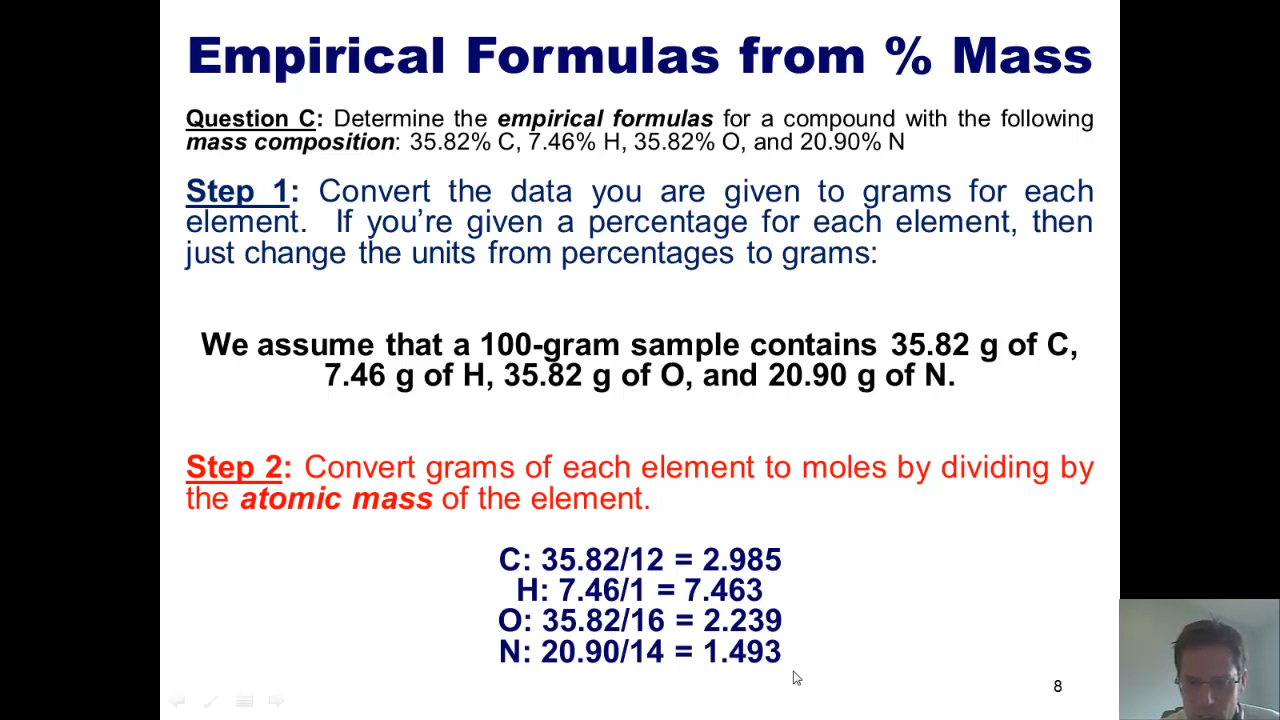 Empirical Formulas from % Mass
Question C: Determine the empirical formulas for a compound with the following
mass composition: 35.82% C, 7.46% H, 35.82% O, and 20.90% N
Step 1: Convert the data you are given to grams for each
element. If you’re given a percentage for each element, then
just change the units from percentages to grams:
We assume that a 100-gram sample contains 35.82 g of C,
7.46 g of H, 35.82 g of O, and 20.90 g of N.
Step 2: Convert grams of each element to moles by dividing by
the atomic mass of the element.
C: 35.82/12 = 2.985
H: 7.46/1 = 7.463
O: 35.82/16 = 2.239
N: 20.90/14 = 1.493
8